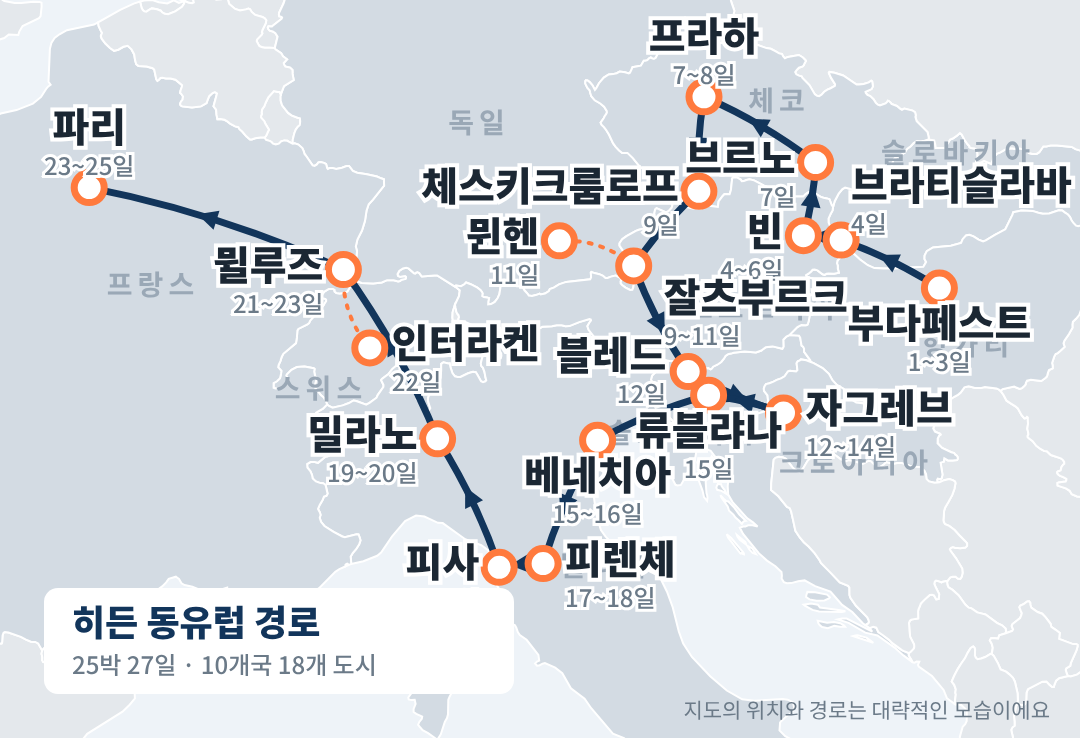 프라하
7~8일
체코
파리
23~25일
독일
브르노
7일
슬로바키아
브라티슬라바
4일
체스키크룸로프
9일
뮌헨
11일
빈
4~6일
뮐루즈
21~23일
프랑스
잘츠부르크
9~11일
부다페스트
1~3일
헝가리
인터라켄
22일
스위스
블레드
12일
자그레브
12~14일
크로아티아
밀라노
19~20일
류블랴나
15일
베네치아
15~16일
피사
피렌체
17~18일
히든 동유럽 경로
25박 27일 · 10개국 18개 도시
지도의 위치와 경로는 대략적인 모습이에요